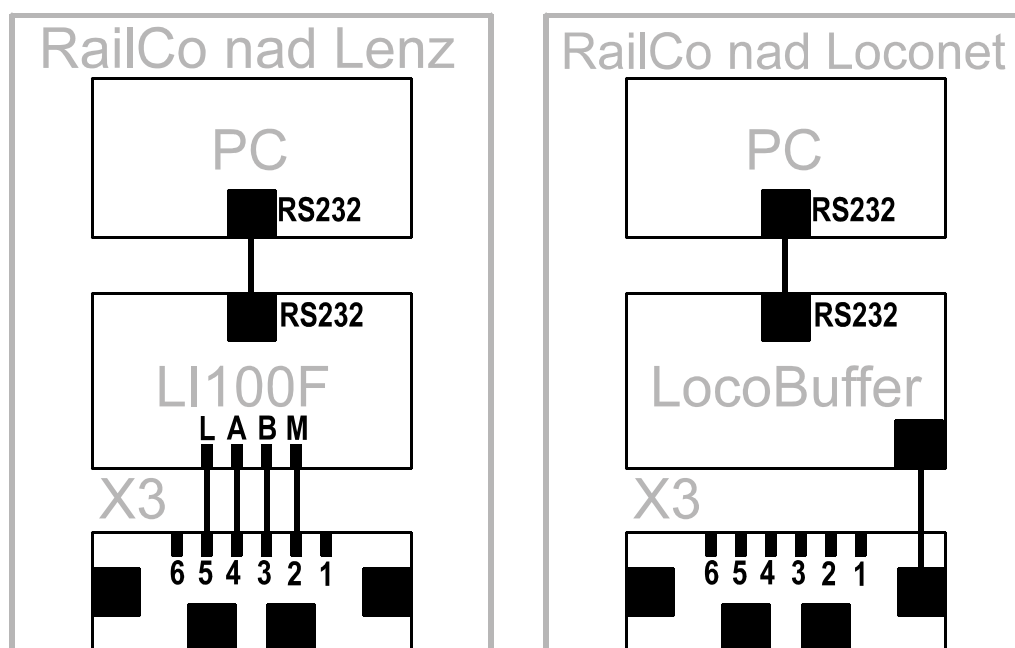 RailCo nad Lenz
PC
RS232
RS232
LI100F
L A B M
X3
6 5 4 3 2 1
RailCo nad Loconet
PC
RS232
RS232
LocoBuffer
X3
6 5 4 3 2 1